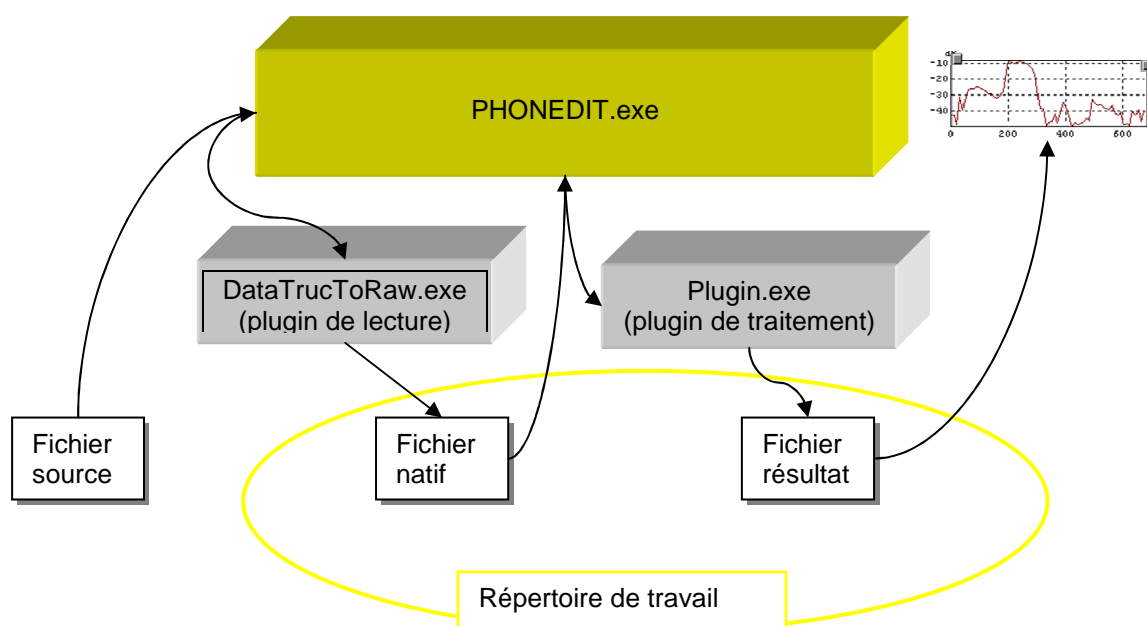 PHONEDIT.exe
-10
-20
-30
-40
0 200 400 600
DataTrucToRaw.exe
(plugin de lecture)
Plugin.exe
(plugin de traitement)
Fichier
source
Fichier
natif
Fichier
résultat
Répertoire de travail